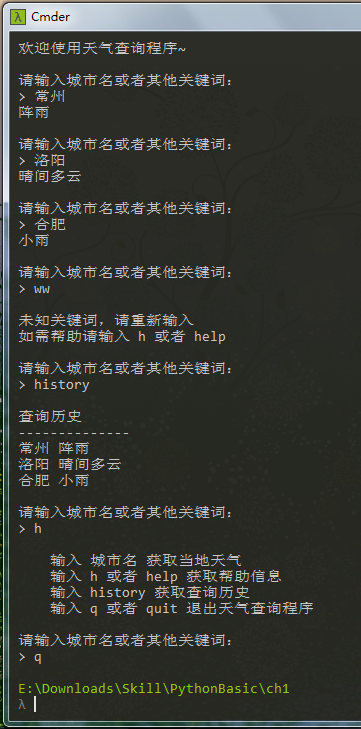 λ Cmder
欢迎使用天气查询程序~
请输入城市名或者其他关键词:
> 常州
阵雨
请输入城市名或者其他关键词:
> 洛阳
晴间多云
请输入城市名或者其他关键词:
> 合肥
小雨
请输入城市名或者其他关键词:
> ww
未知关键词，请重新输入
如需帮助请输入 h 或者 help
请输入城市名或者其他关键词:
> history
查询历史
--------------
常州 阵雨
洛阳 晴间多云
合肥 小雨
请输入城市名或者其他关键词:
> h
输入 城市名 获取当地天气
输入 h 或者 help 获取帮助信息
输入 history 获取查询历史
输入 q 或者 quit 退出天气查询程序
请输入城市名或者其他关键词:
> q
E:\Downloads\Skill\PythonBasic\ch1
λ